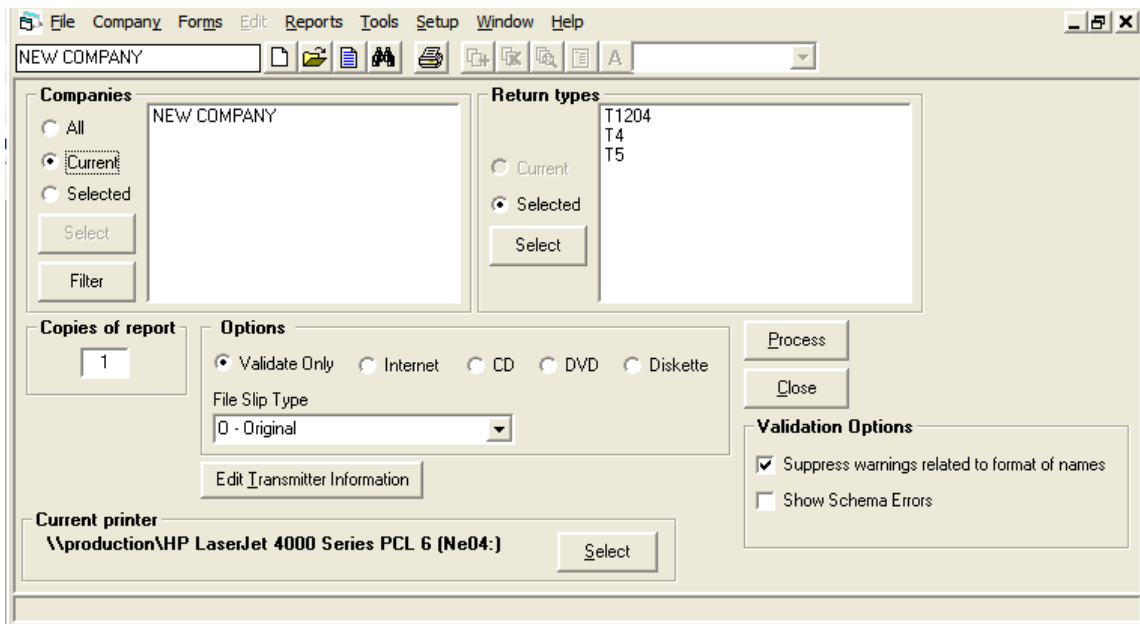 File Company Forms Edit Reports Tools Setup Window Help
NEW COMPANY
A
Companies
All
Current
Selected
Select
Filter
NEW COMPANY
Return types
Current
Selected
Select
T1204
T4
T5
Copies of report
1
Options
Validate Only Internet CD DVD Diskette
File Slip Type
O - Original
Edit Transmitter Information
Process
Close
Validation Options
Suppress warnings related to format of names
Show Schema Errors
Current printer
\\production\HP LaserJet 4000 Series PCL 6 (Ne04:)
Select